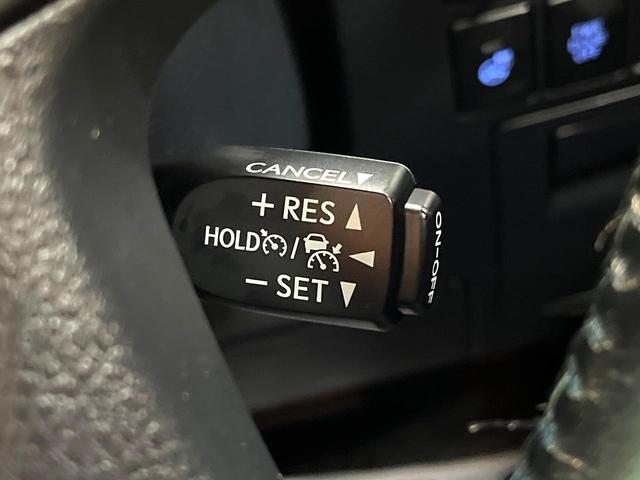 CANCEL▼
+ RES ▲
HOLD / ◄
− SET ▼
ON-OFF